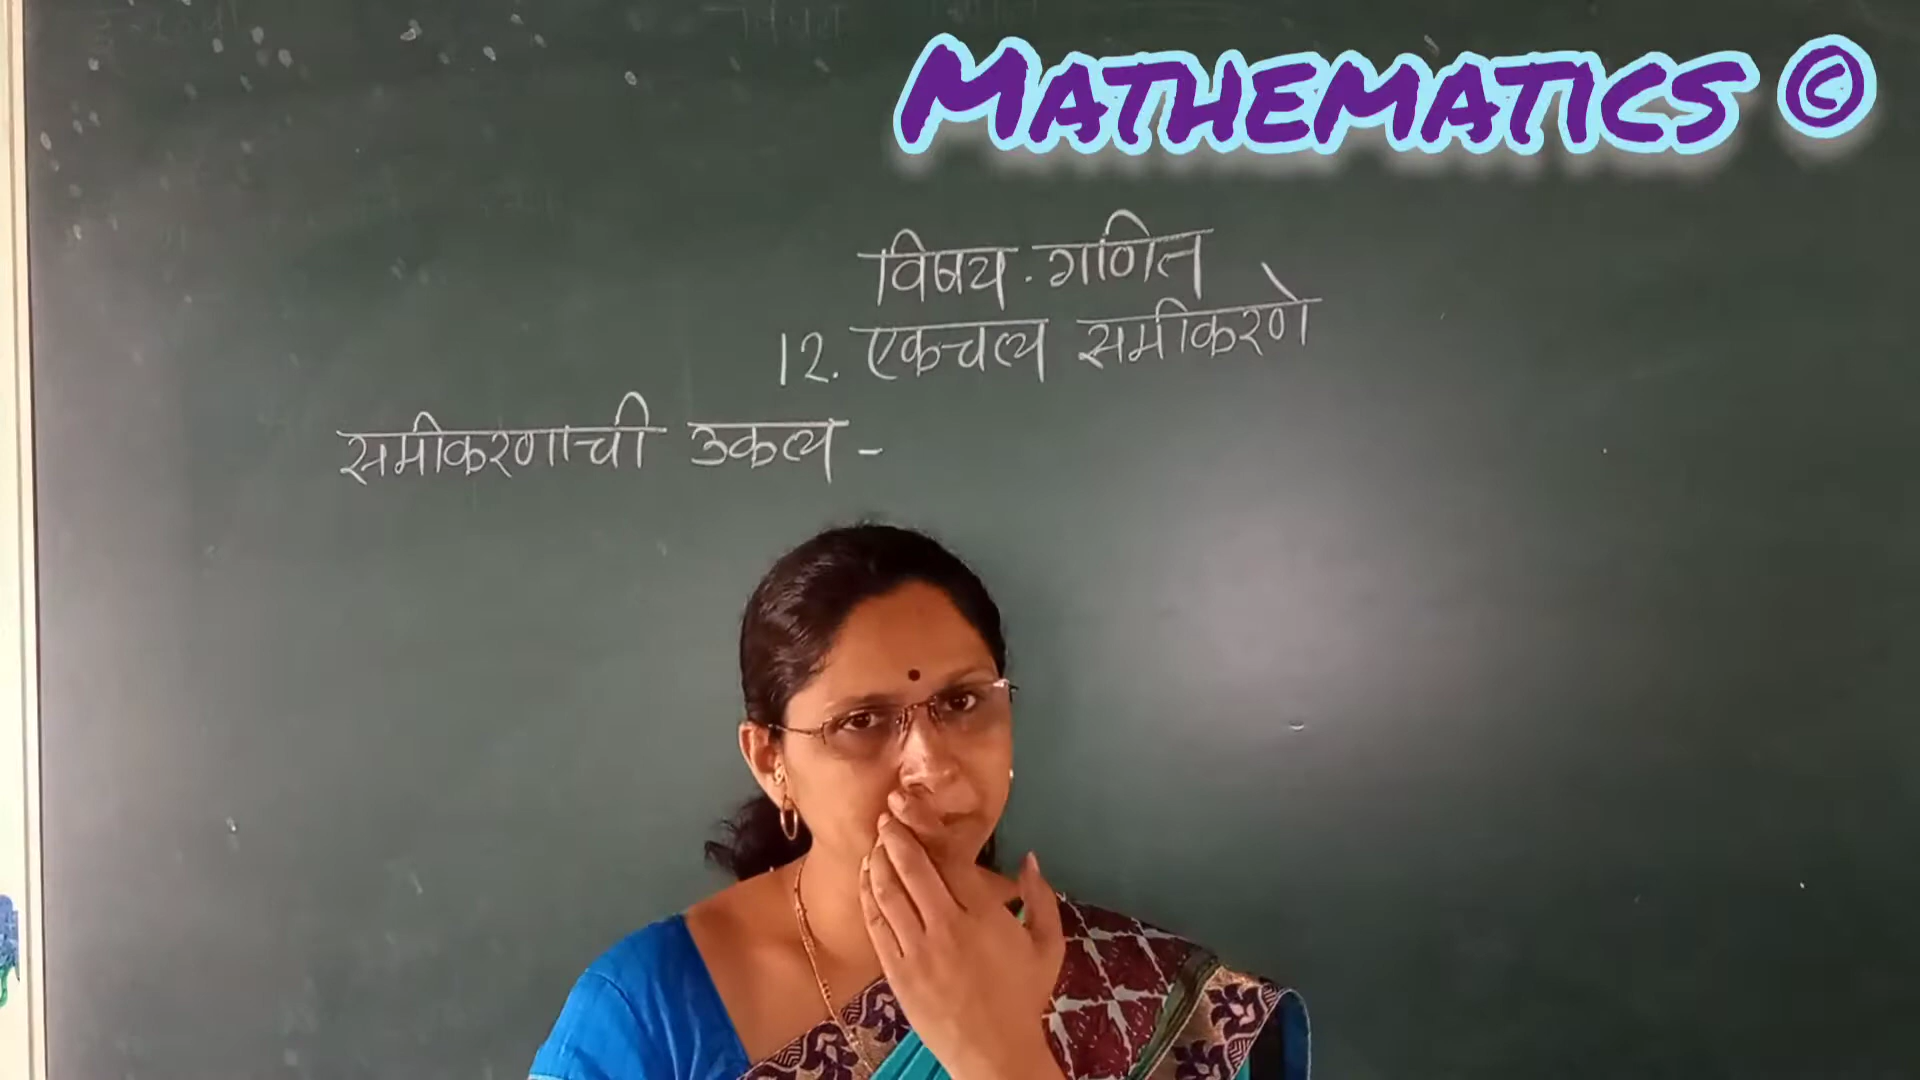 MATHEMATICS ©
विषय. गणित
12. एकचल समीकरणे
समीकरणाची उकल -